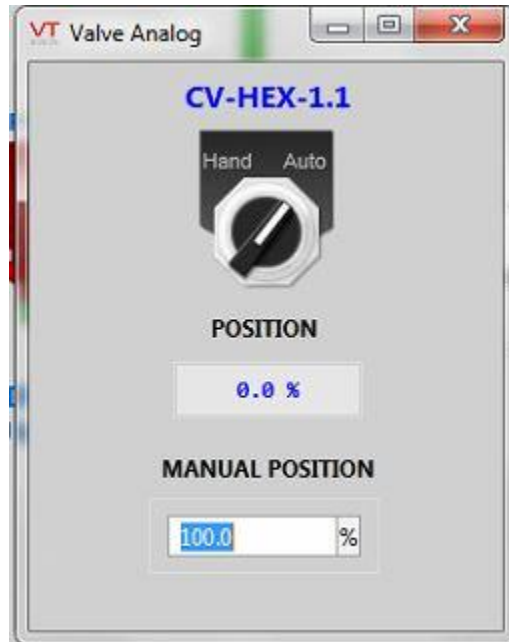 VT Valve Analog
CV-HEX-1.1
Hand Auto
POSITION
0.0 %
MANUAL POSITION
100.0 %